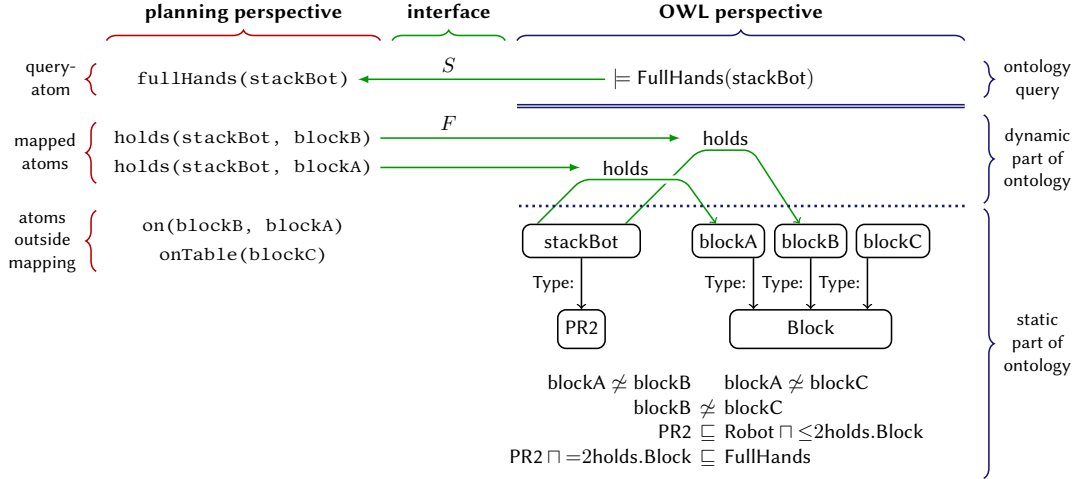 planning perspective
interface
OWL perspective
query-
atom
fullHands(stackBot)
S
|= FullHands(stackBot)
ontology
query
mapped
atoms
holds(stackBot, blockB)
holds(stackBot, blockA)
F
holds
holds
dynamic
part of
ontology
atoms
outside
mapping
on(blockB, blockA)
onTable(blockC)
stackBot
blockA
blockB
blockC
Type:
Type:
Type:
Type:
PR2
Block
static
part of
ontology
blockA ≉ blockB blockA ≉ blockC
blockB ≉ blockC
PR2 ⊑ Robot ⊓ ≤2holds.Block
PR2 ⊓ =2holds.Block ⊑ FullHands